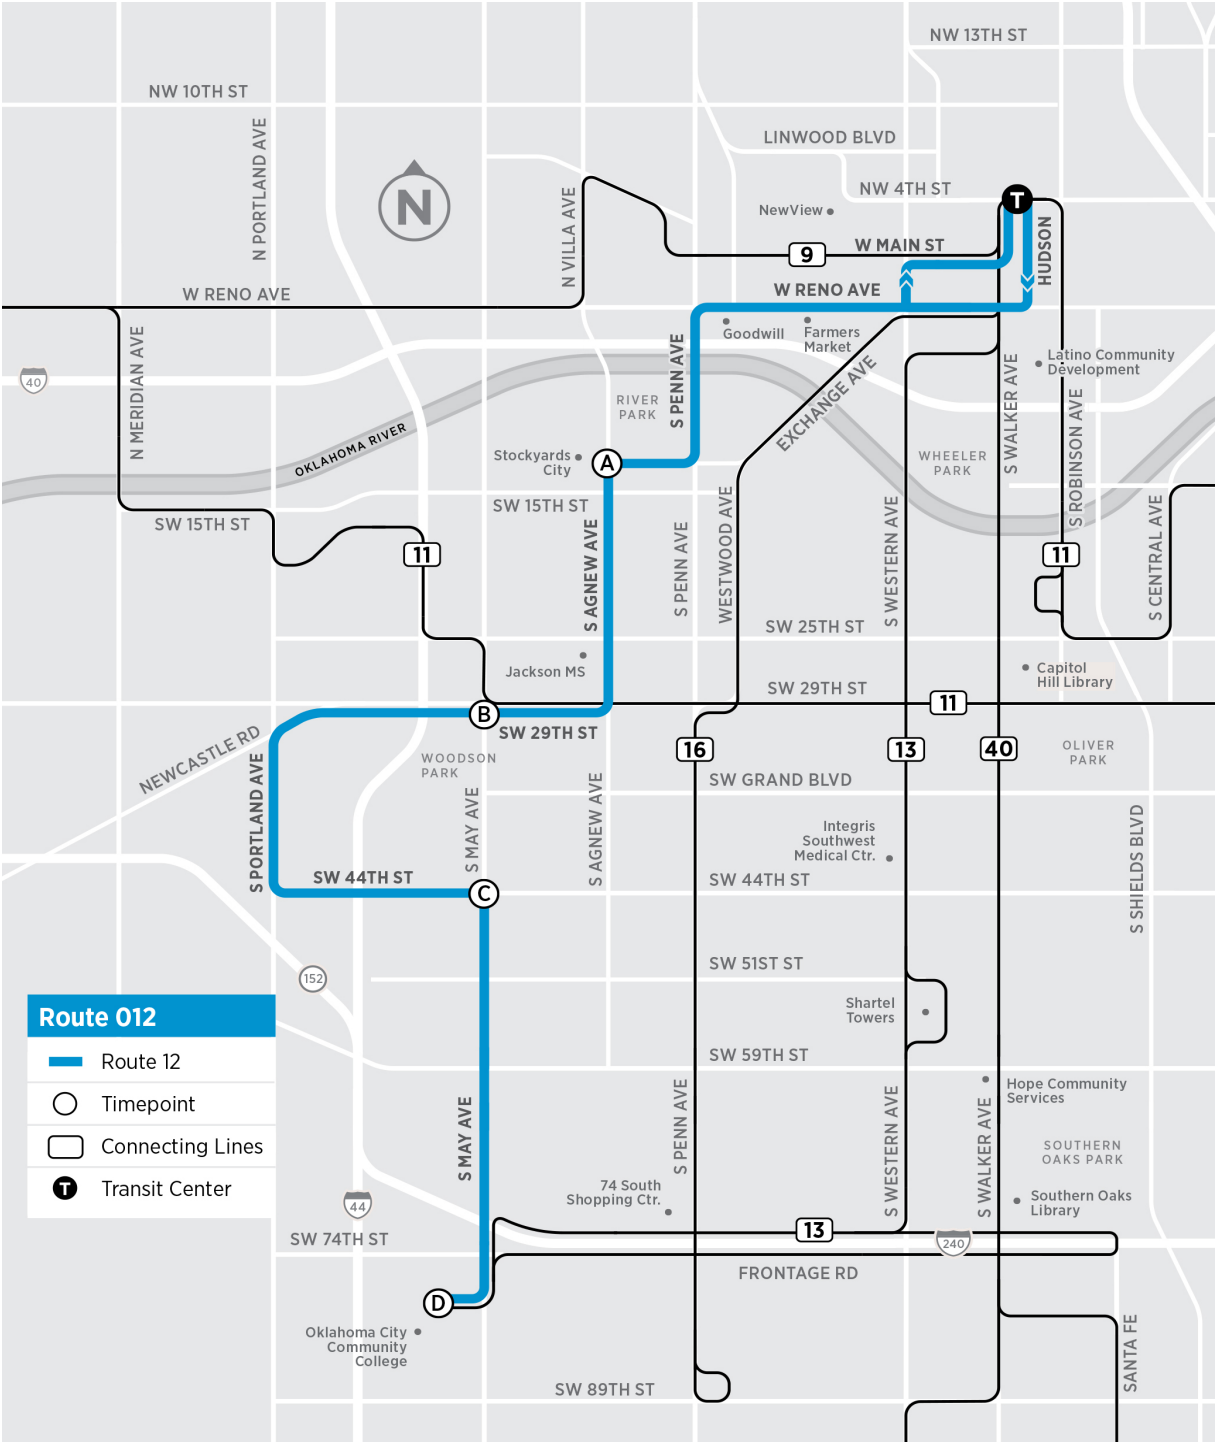 NW 13TH ST
NW 10TH ST
N PORTLAND AVE
LINWOOD BLVD
N
NW 4TH ST
T
NewView
N VILLA AVE
HUDSON
W MAIN ST
9
W RENO AVE
W RENO AVE
Goodwill
Farmers
Market
N MERIDIAN AVE
S PENN AVE
Latino Community
Development
40
EXCHANGE AVE
S WALKER AVE
S ROBINSON AVE
RIVER
PARK
OKLAHOMA RIVER
Stockyards
City
A
WHEELER
PARK
SW 15TH ST
SW 15TH ST
S AGNEW AVE
S PENN AVE
WESTWOOD AVE
S WESTERN AVE
S CENTRAL AVE
11
11
SW 25TH ST
Jackson MS
Capitol
Hill Library
SW 29TH ST
11
B
SW 29TH ST
NEWCASTLE RD
WOODSON
PARK
16
13
40
OLIVER
PARK
S PORTLAND AVE
S MAY AVE
S AGNEW AVE
SW GRAND BLVD
Integris
Southwest
Medical Ctr.
S SHIELDS BLVD
SW 44TH ST
C
SW 44TH ST
SW 51ST ST
152
Shartel
Towers
Route 012
Route 12
Timepoint
Connecting Lines
T
Transit Center
SW 59TH ST
Hope Community
Services
S MAY AVE
S PENN AVE
S WESTERN AVE
S WALKER AVE
SOUTHERN
OAKS PARK
74 South
Shopping Ctr.
Southern Oaks
Library
44
SW 74TH ST
13
240
FRONTAGE RD
D
Oklahoma City
Community
College
SANTA FE
SW 89TH ST